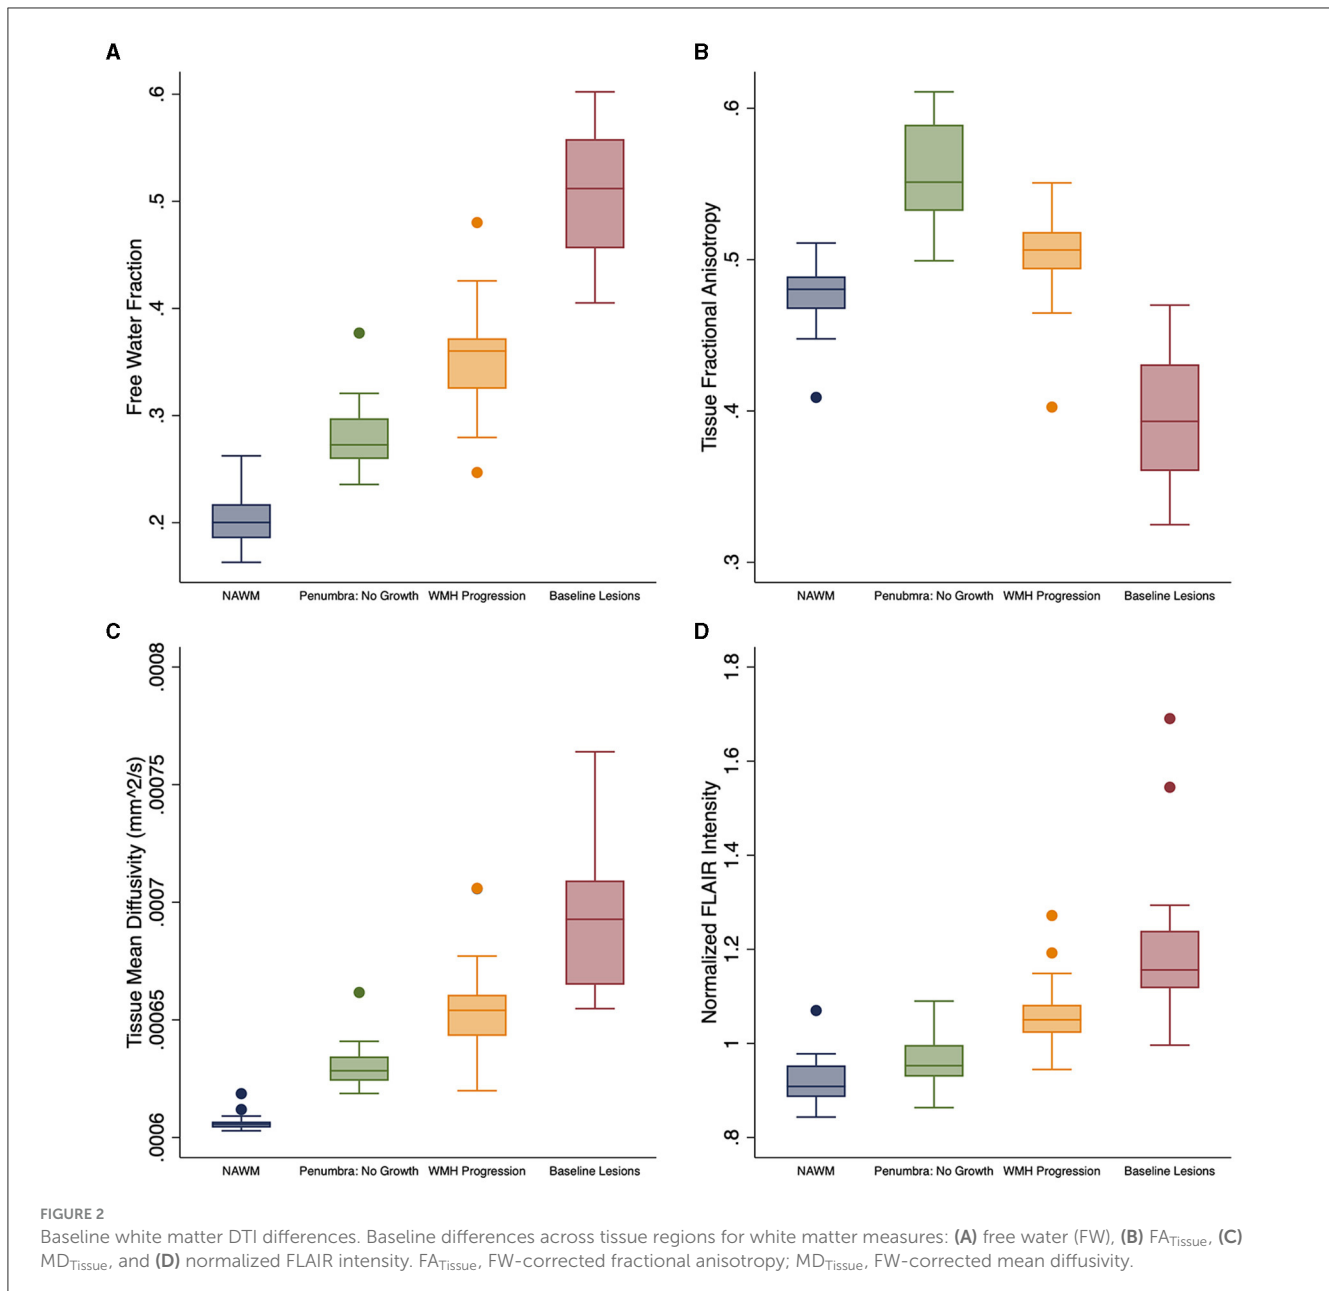 A
Free Water Fraction
.6
.5
.4
.3
.2
NAWM
Penumbra: No Growth
WMH Progression
Baseline Lesions
B
Tissue Fractional Anisotropy
.6
.5
.4
.3
NAWM
Penubmra: No Growth
WMH Progression
Baseline Lesions
C
Tissue Mean Diffusivity (mm^2/s)
.0008
.00075
.0007
.00065
.0006
NAWM
Penumbra: No Growth
WMH Progression
Baseline Lesions
D
Normalized FLAIR Intensity
1.8
1.6
1.4
1.2
1
.8
NAWM
Penumbra: No Growth
WMH Progression
Baseline Lesions
FIGURE 2
Baseline white matter DTI differences. Baseline differences across tissue regions for white matter measures: (A) free water (FW), (B) FATissue, (C)
MDTissue, and (D) normalized FLAIR intensity. FATissue, FW-corrected fractional anisotropy; MDTissue, FW-corrected mean diffusivity.